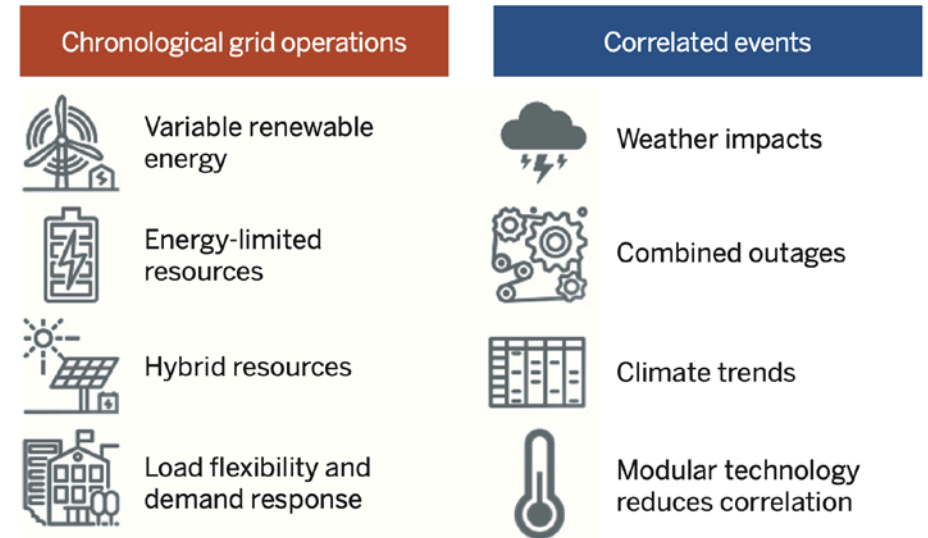 Chronological grid operations
Variable renewable
energy
Energy-limited
resources
Hybrid resources
Load flexibility and
demand response
Correlated events
Weather impacts
Combined outages
Climate trends
Modular technology
reduces correlation